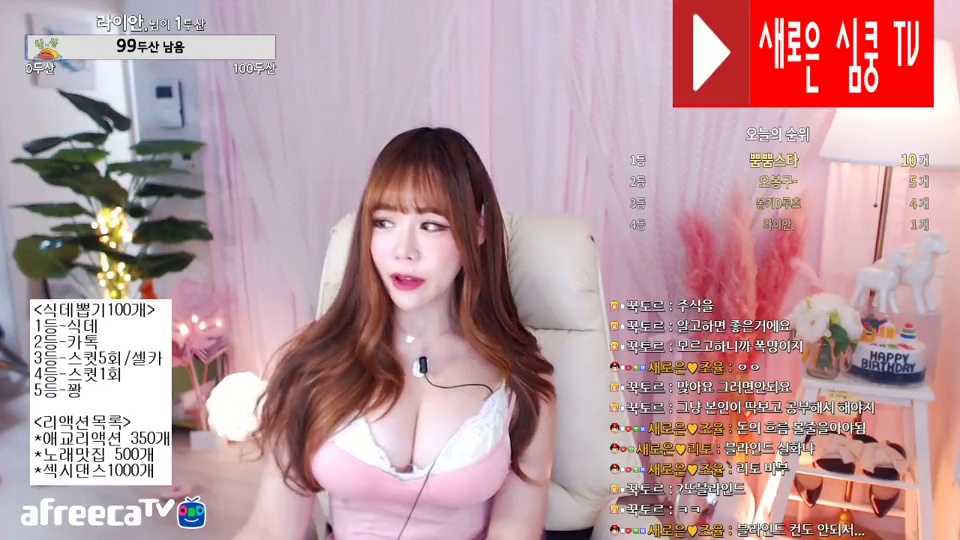 라이안.님이 1두산
99두산 남음
0두산
100두산
새로은 심쿵 TV
오늘의 순위
1등 뿜뿜스타 10개
2등 오봉구- 5개
3등
4개
4등 라이안. 1개
<식데뽑기100개>
1등-식데
2등-카톡
3등-스퀏5회/셀카
4등-스퀏1회
5등-꽝
<리액션목록>
*애교리액션 350개
*노래맛집 500개
*섹시댄스1000개
꾹토르 : 주식을
꾹토르 : 알고하면 좋은거에요
꾹토르 : 모르고하니까 폭망이지
새로은♥조율 : ㅇㅇ
꾹토르 : 맞아요 그러면안되요
꾹토르 : 그냥 본인이 딱보고 공부해서 해야지
새로은♥조율 : 돈의 흐름 볼줄을아야됨
새로은♥리토 : 블라인드 실화냐
새로은♥조율 : 리토 바부
꾹토르 : ?또블라인드
꾹토르 : ㅋㅋ
새로은♥조율 : 블라인드 컨도 안되서...
HAPPY
BIRTHDAY
afreecaTV